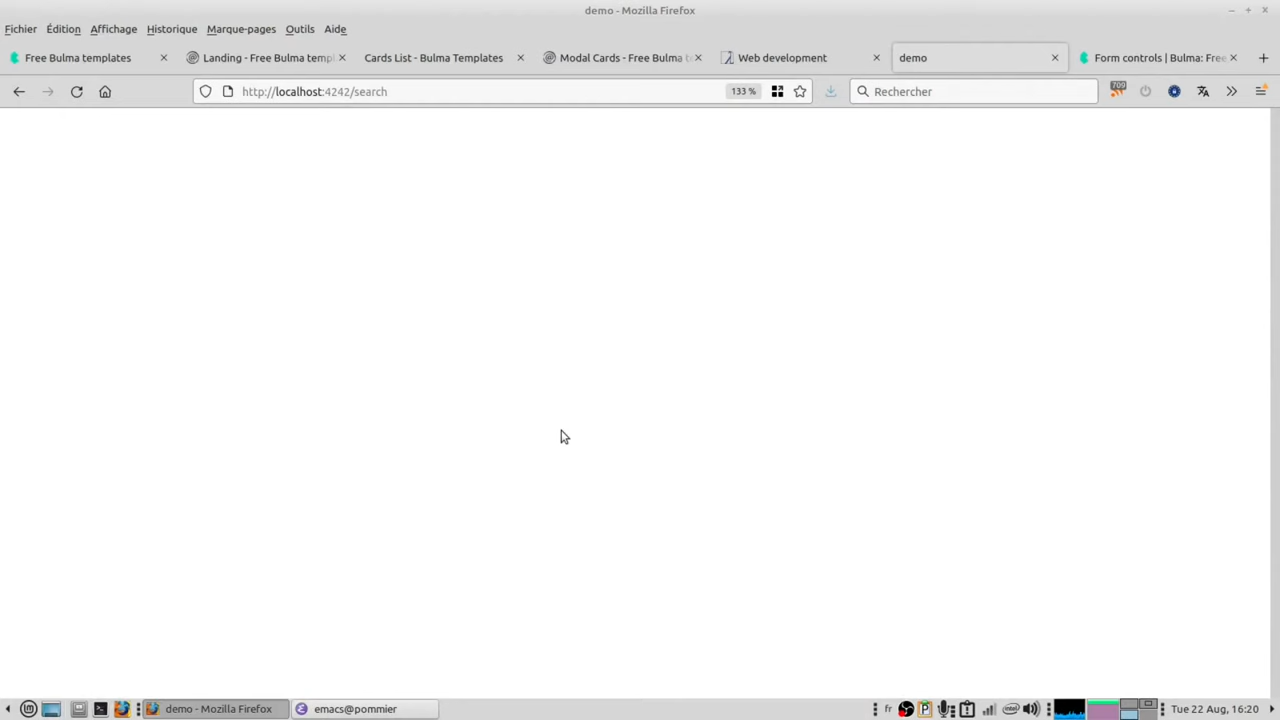 demo - Mozilla Firefox
Fichier Édition Affichage Historique Marque-pages Outils Aide
Free Bulma templates Landing - Free Bulma templ Cards List - Bulma Templates Modal Cards - Free Bulma t Web development demo Form controls | Bulma: Free
http://localhost:4242/search 133 % Rechercher 709
demo - Mozilla Firefox emacs@pommier fr Tue 22 Aug, 16:20